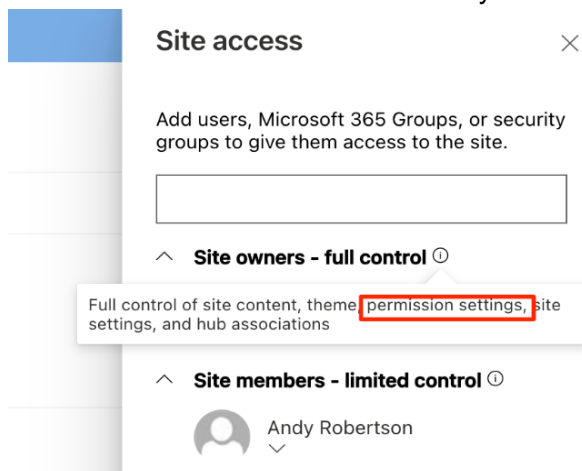 Site access
Add users, Microsoft 365 Groups, or security
groups to give them access to the site.
Site owners - full control
Full control of site content, theme, permission settings, site
settings, and hub associations
Site members - limited control
Andy Robertson